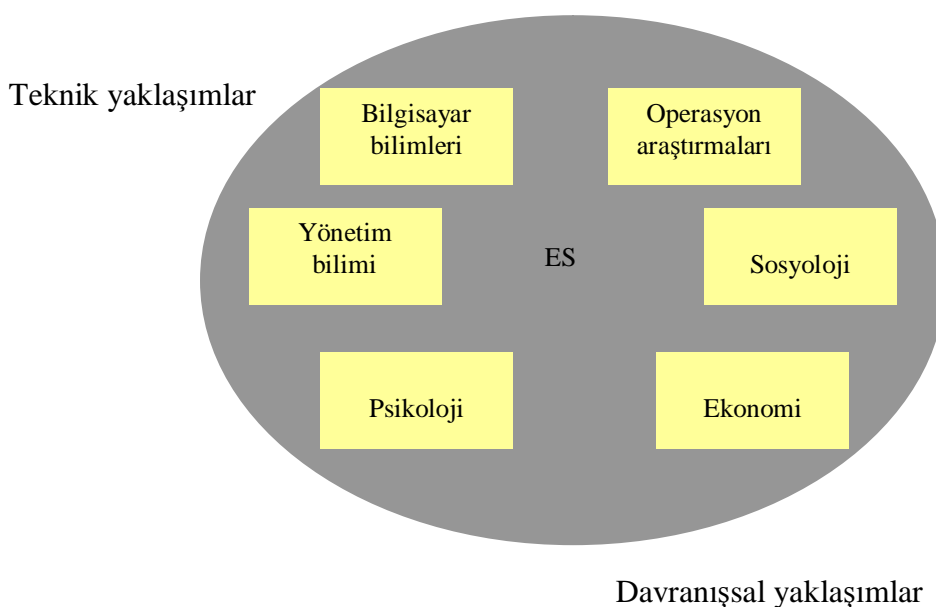 Teknik yaklaşımlar
Bilgisayar
bilimleri
Operasyon
araştırmaları
Yönetim
bilimi
ES
Sosyoloji
Psikoloji
Ekonomi
Davranışsal yaklaşımlar